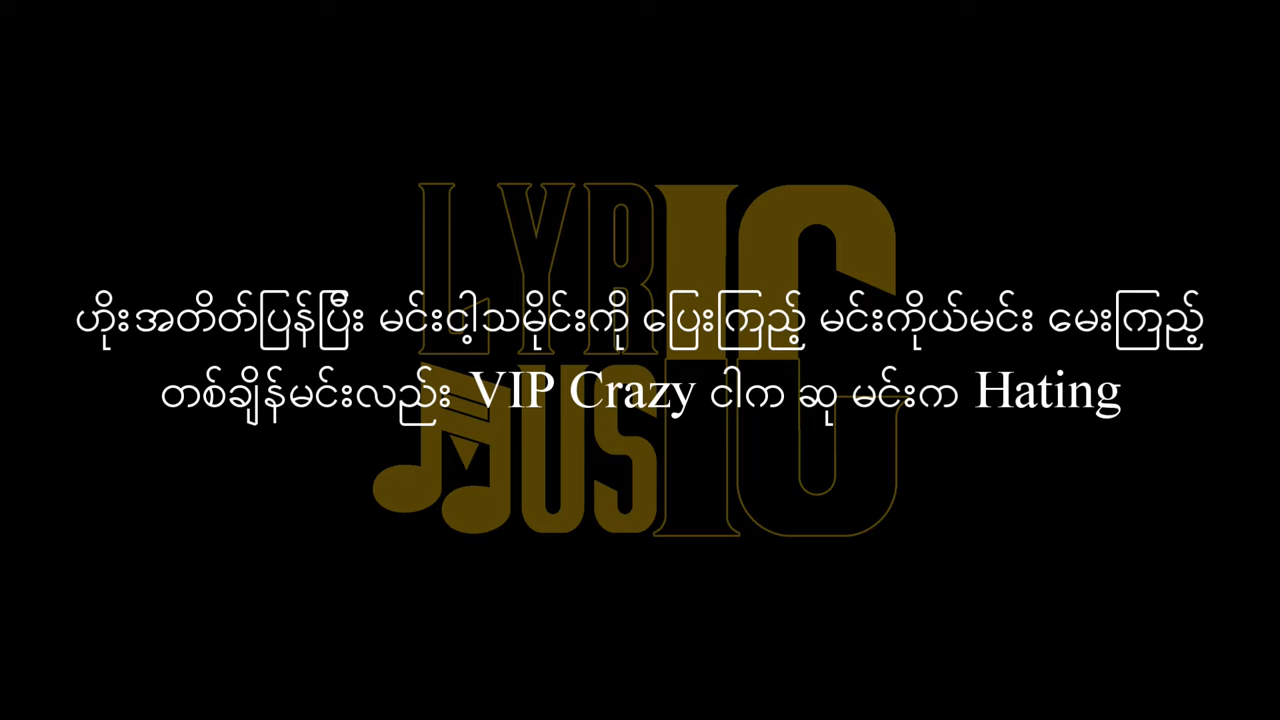 ဟိုးအတိတ်ပြန်ပြီး မင်းငါ့သမိုင်းကို ပြေးကြည့် မင်းကိုယ်မင်း မေးကြည့်
တစ်ချိန်မင်းလည်း VIP Crazy ငါက ဆု မင်းက Hating
LYRIC
MUSIC